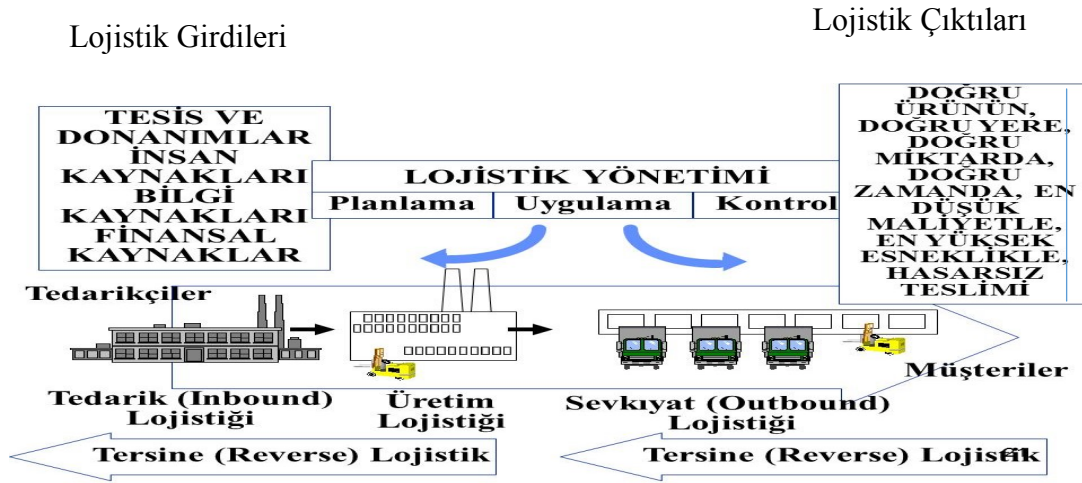 Lojistik Girdileri
Lojistik Çıktıları
TESİS VE
DONANIMLAR
İNSAN
KAYNAKLARI
BİLGİ
KAYNAKLARI
FİNANSAL
KAYNAKLAR
LOJİSTİK YÖNETİMİ
Planlama
Uygulama
Kontrol
DOĞRU
ÜRÜNÜN,
DOĞRU YERE,
DOĞRU
MİKTARDA,
DOĞRU
ZAMANDA, EN
DÜŞÜK
MALİYETLE,
EN YÜKSEK
ESNEKLİKLE,
HASARSIZ
TESLİMİ
Tedarikçiler
Müşteriler
Tedarik (Inbound)
Lojistiği
Üretim
Lojistiği
Sevkıyat (Outbound)
Lojistiği
Tersine (Reverse) Lojistik
Tersine (Reverse) Lojistik